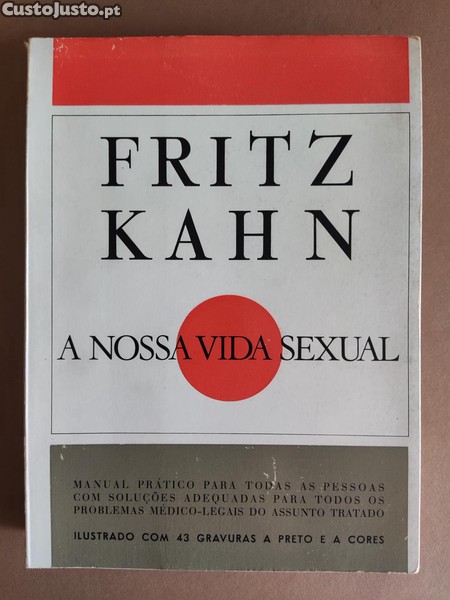 CustoJusto.pt
FRITZ
KAHN
A NOSSA VIDA SEXUAL
MANUAL PRÁTICO PARA TODAS AS PESSOAS
COM SOLUÇÕES ADEQUADAS PARA TODOS OS
PROBLEMAS MÉDICO-LEGAIS DO ASSUNTO TRATADO
ILUSTRADO COM 43 GRAVURAS A PRETO E A CORES